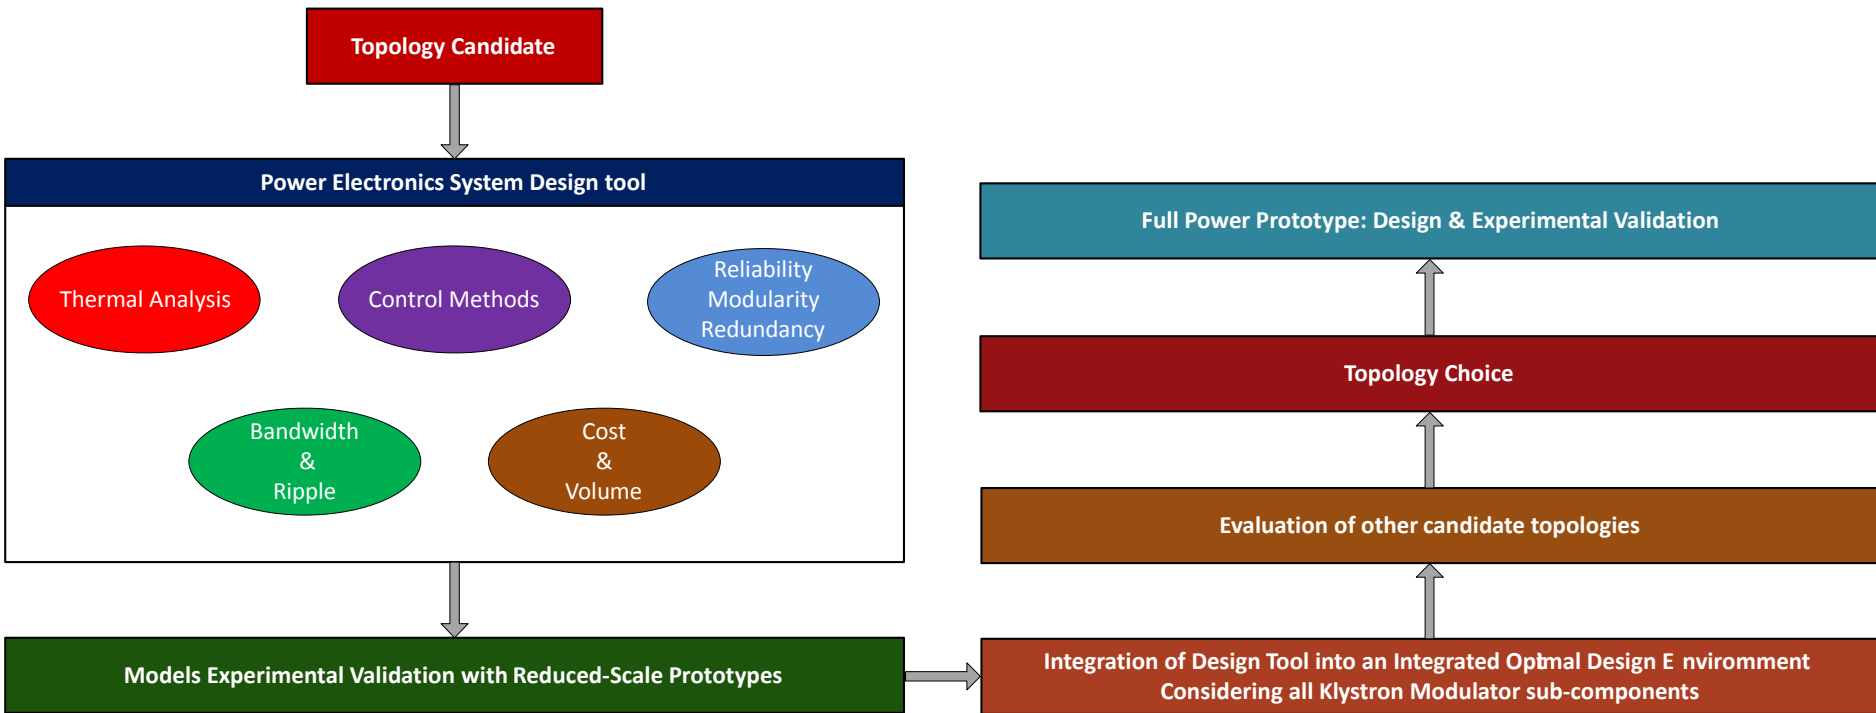 Topology Candidate
Power Electronics System Design tool
Thermal Analysis
Control Methods
Reliability
Modularity
Redundancy
Bandwidth
&
Ripple
Cost
&
Volume
Models Experimental Validation with Reduced-Scale Prototypes
Integration of Design Tool into an Integrated Optimal Design E nviromment
Considering all Klystron Modulator sub-components
Evaluation of other candidate topologies
Topology Choice
Full Power Prototype: Design & Experimental Validation